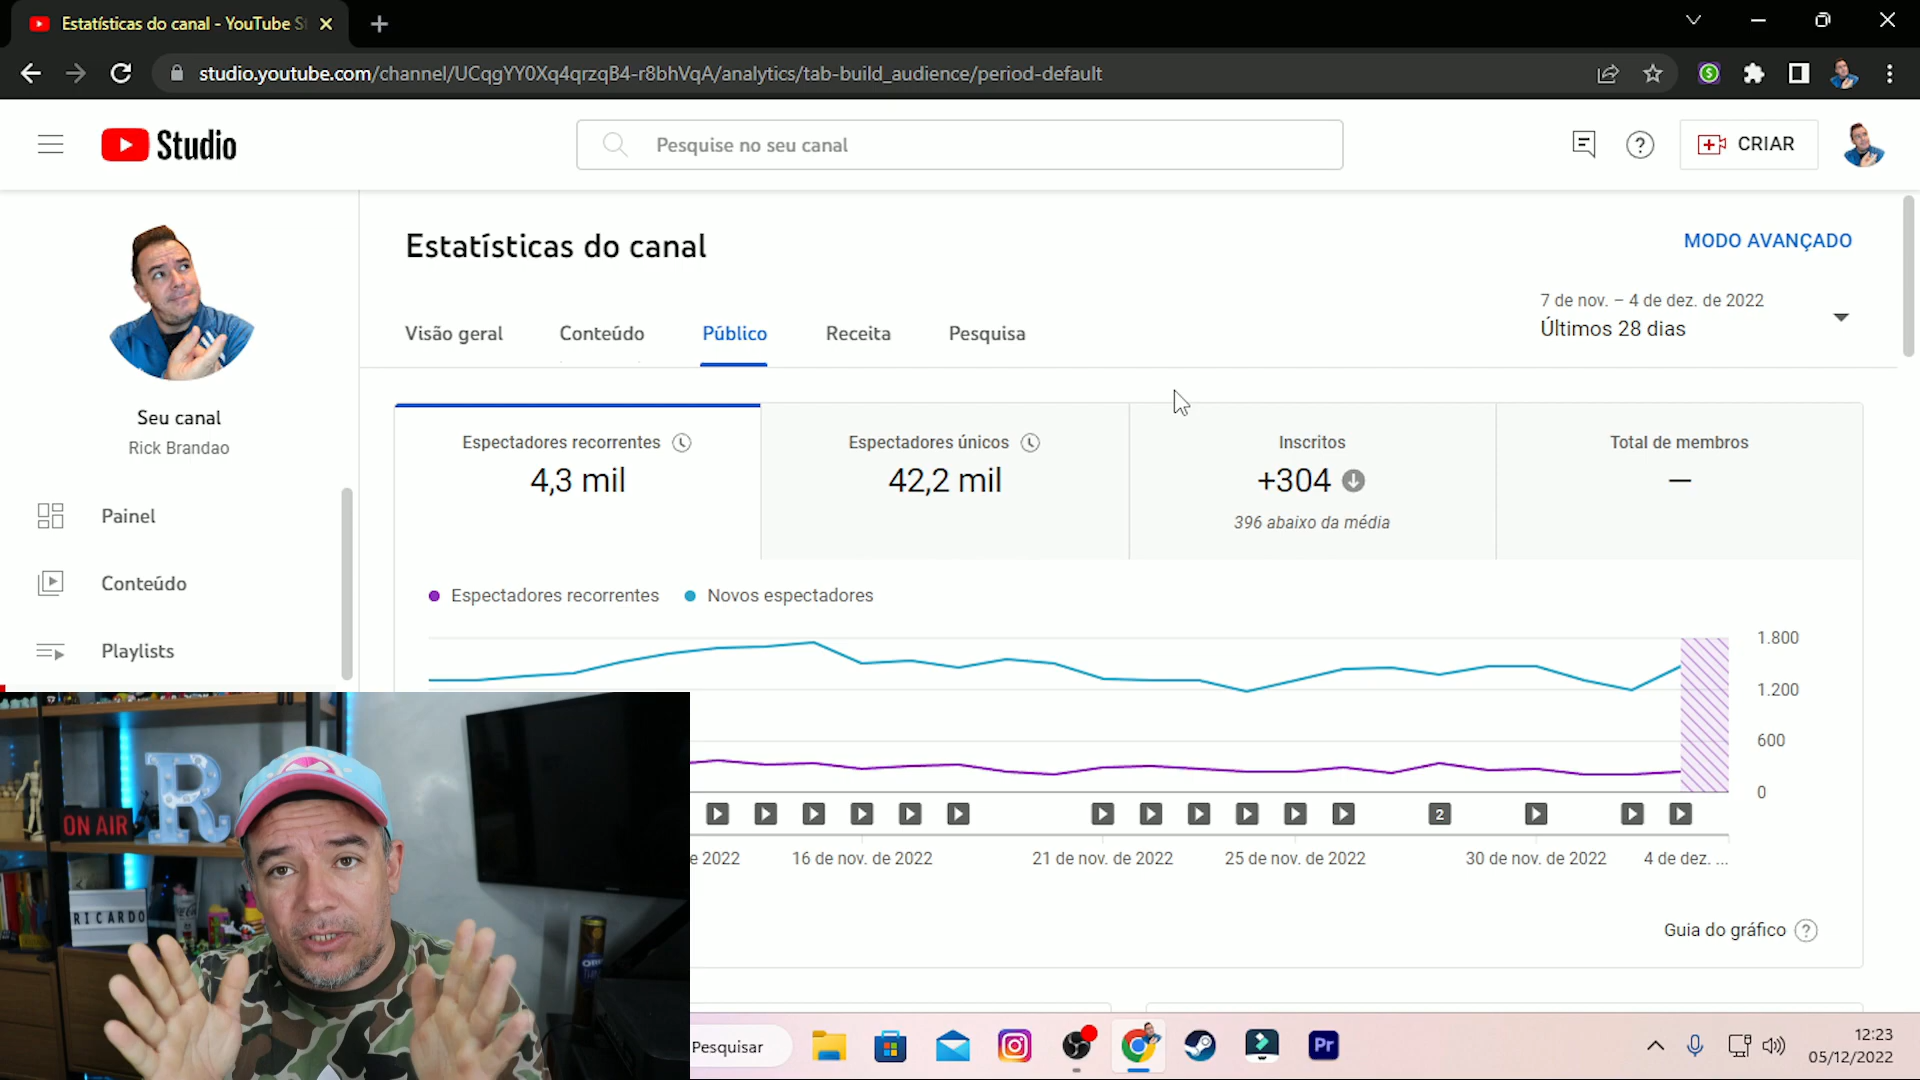 Estatísticas do canal - YouTube St
studio.youtube.com/channel/UCqgYY0Xq4qrzqB4-r8bhVqA/analytics/tab-build_audience/period-default
Studio
Pesquise no seu canal
CRIAR
Seu canal
Rick Brandao
Painel
Conteúdo
Playlists
Estatísticas do canal
MODO AVANÇADO
7 de nov. – 4 de dez. de 2022
Últimos 28 dias
Visão geral
Conteúdo
Público
Receita
Pesquisa
Espectadores recorrentes
4,3 mil
Espectadores únicos
42,2 mil
Inscritos
+304
396 abaixo da média
Total de membros
—
Espectadores recorrentes
Novos espectadores
1.800
1.200
600
0
2
e 2022
16 de nov. de 2022
21 de nov. de 2022
25 de nov. de 2022
30 de nov. de 2022
4 de dez. ...
Guia do gráfico
R
ON AIR
RICARDO
Pesquisar
Pr
12:23
05/12/2022